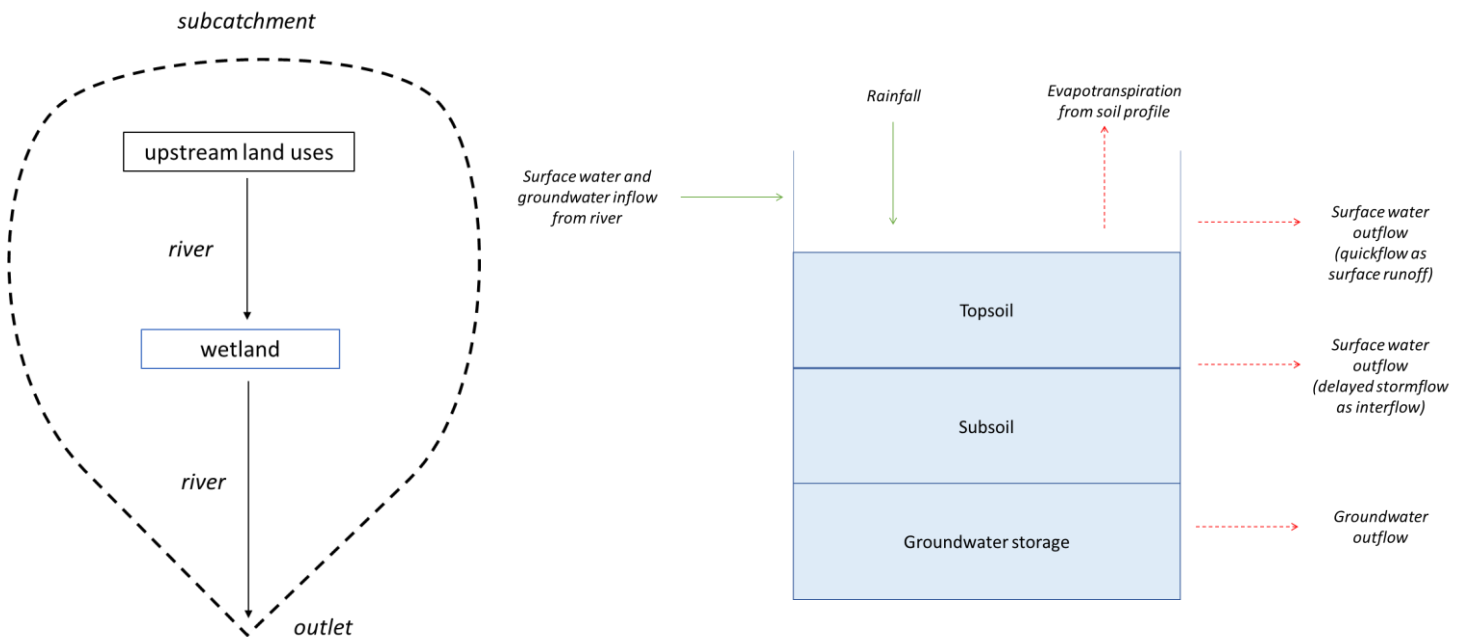 subcatchment
upstream land uses
river
wetland
river
outlet
Rainfall
Evapotranspiration
from soil profile
Surface water and
groundwater inflow
from river
Surface water
outflow
(quickflow as
surface runoff)
Topsoil
Surface water
outflow
(delayed stormflow
as interflow)
Subsoil
Groundwater storage
Groundwater
outflow